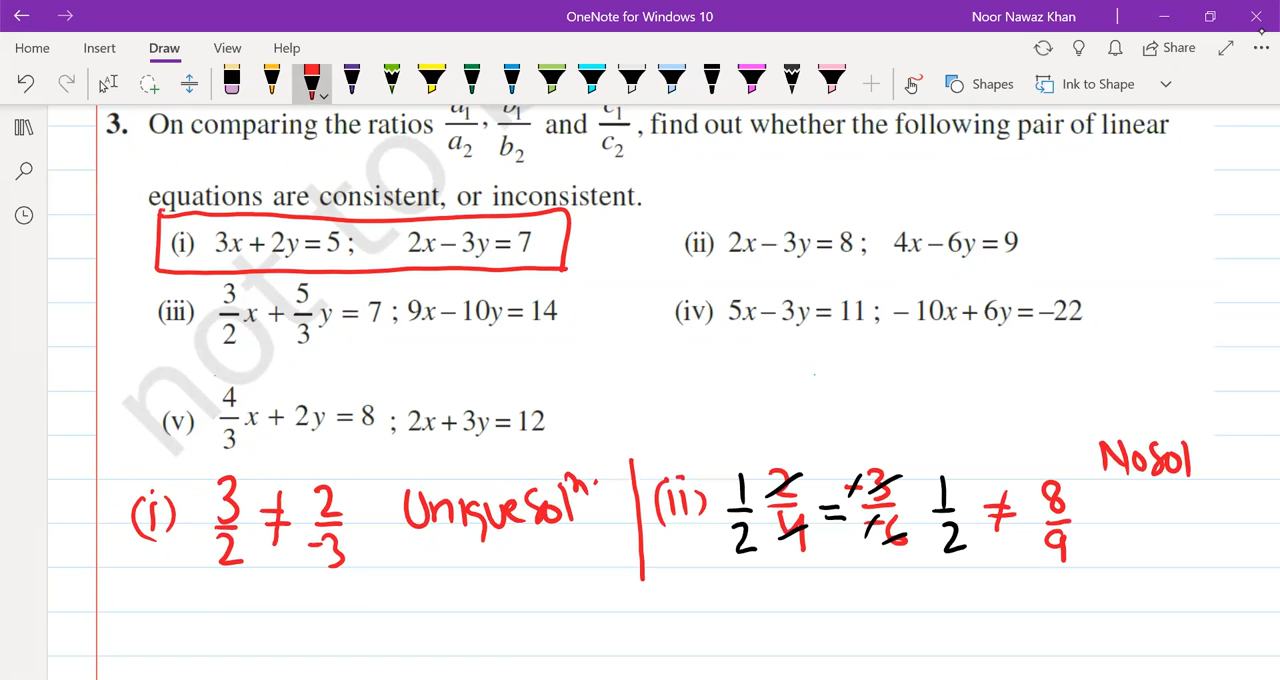 OneNote for Windows 10
Noor Nawaz Khan
Home Insert Draw View Help
Share
Shapes Ink to Shape
3. On comparing the ratios a₁/a₂, b₁/b₂ and c₁/c₂, find out whether the following pair of linear
equations are consistent, or inconsistent.
(i) 3x + 2y = 5 ; 2x – 3y = 7 (ii) 2x – 3y = 8 ; 4x – 6y = 9
(iii) 3/2 x + 5/3 y = 7 ; 9x – 10y = 14 (iv) 5x – 3y = 11 ; – 10x + 6y = –22
(v) 4/3 x + 2y = 8 ; 2x + 3y = 12
not to
No sol
(i) 3/2 ≠ 2/-3 Unique solⁿ. (ii) 1/2 2/4 = +3/+6 1/2 ≠ 8/9